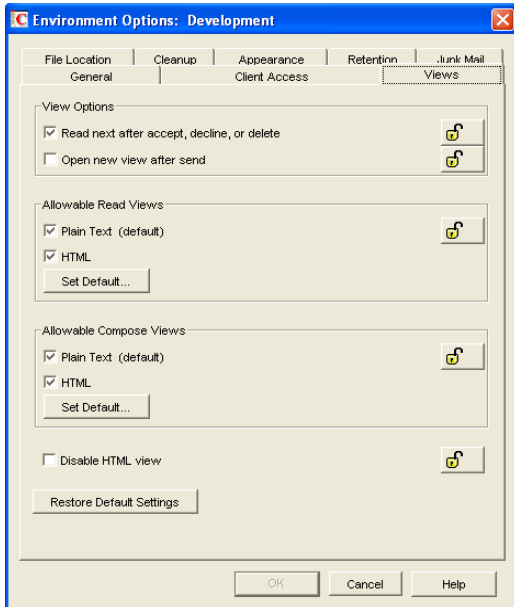 Environment Options: Development
File Location Cleanup Appearance Retention Junk Mail
General Client Access Views
View Options
Read next after accept, decline, or delete
Open new view after send
Allowable Read Views
Plain Text (default)
HTML
Set Default...
Allowable Compose Views
Plain Text (default)
HTML
Set Default...
Disable HTML view
Restore Default Settings
OK Cancel Help